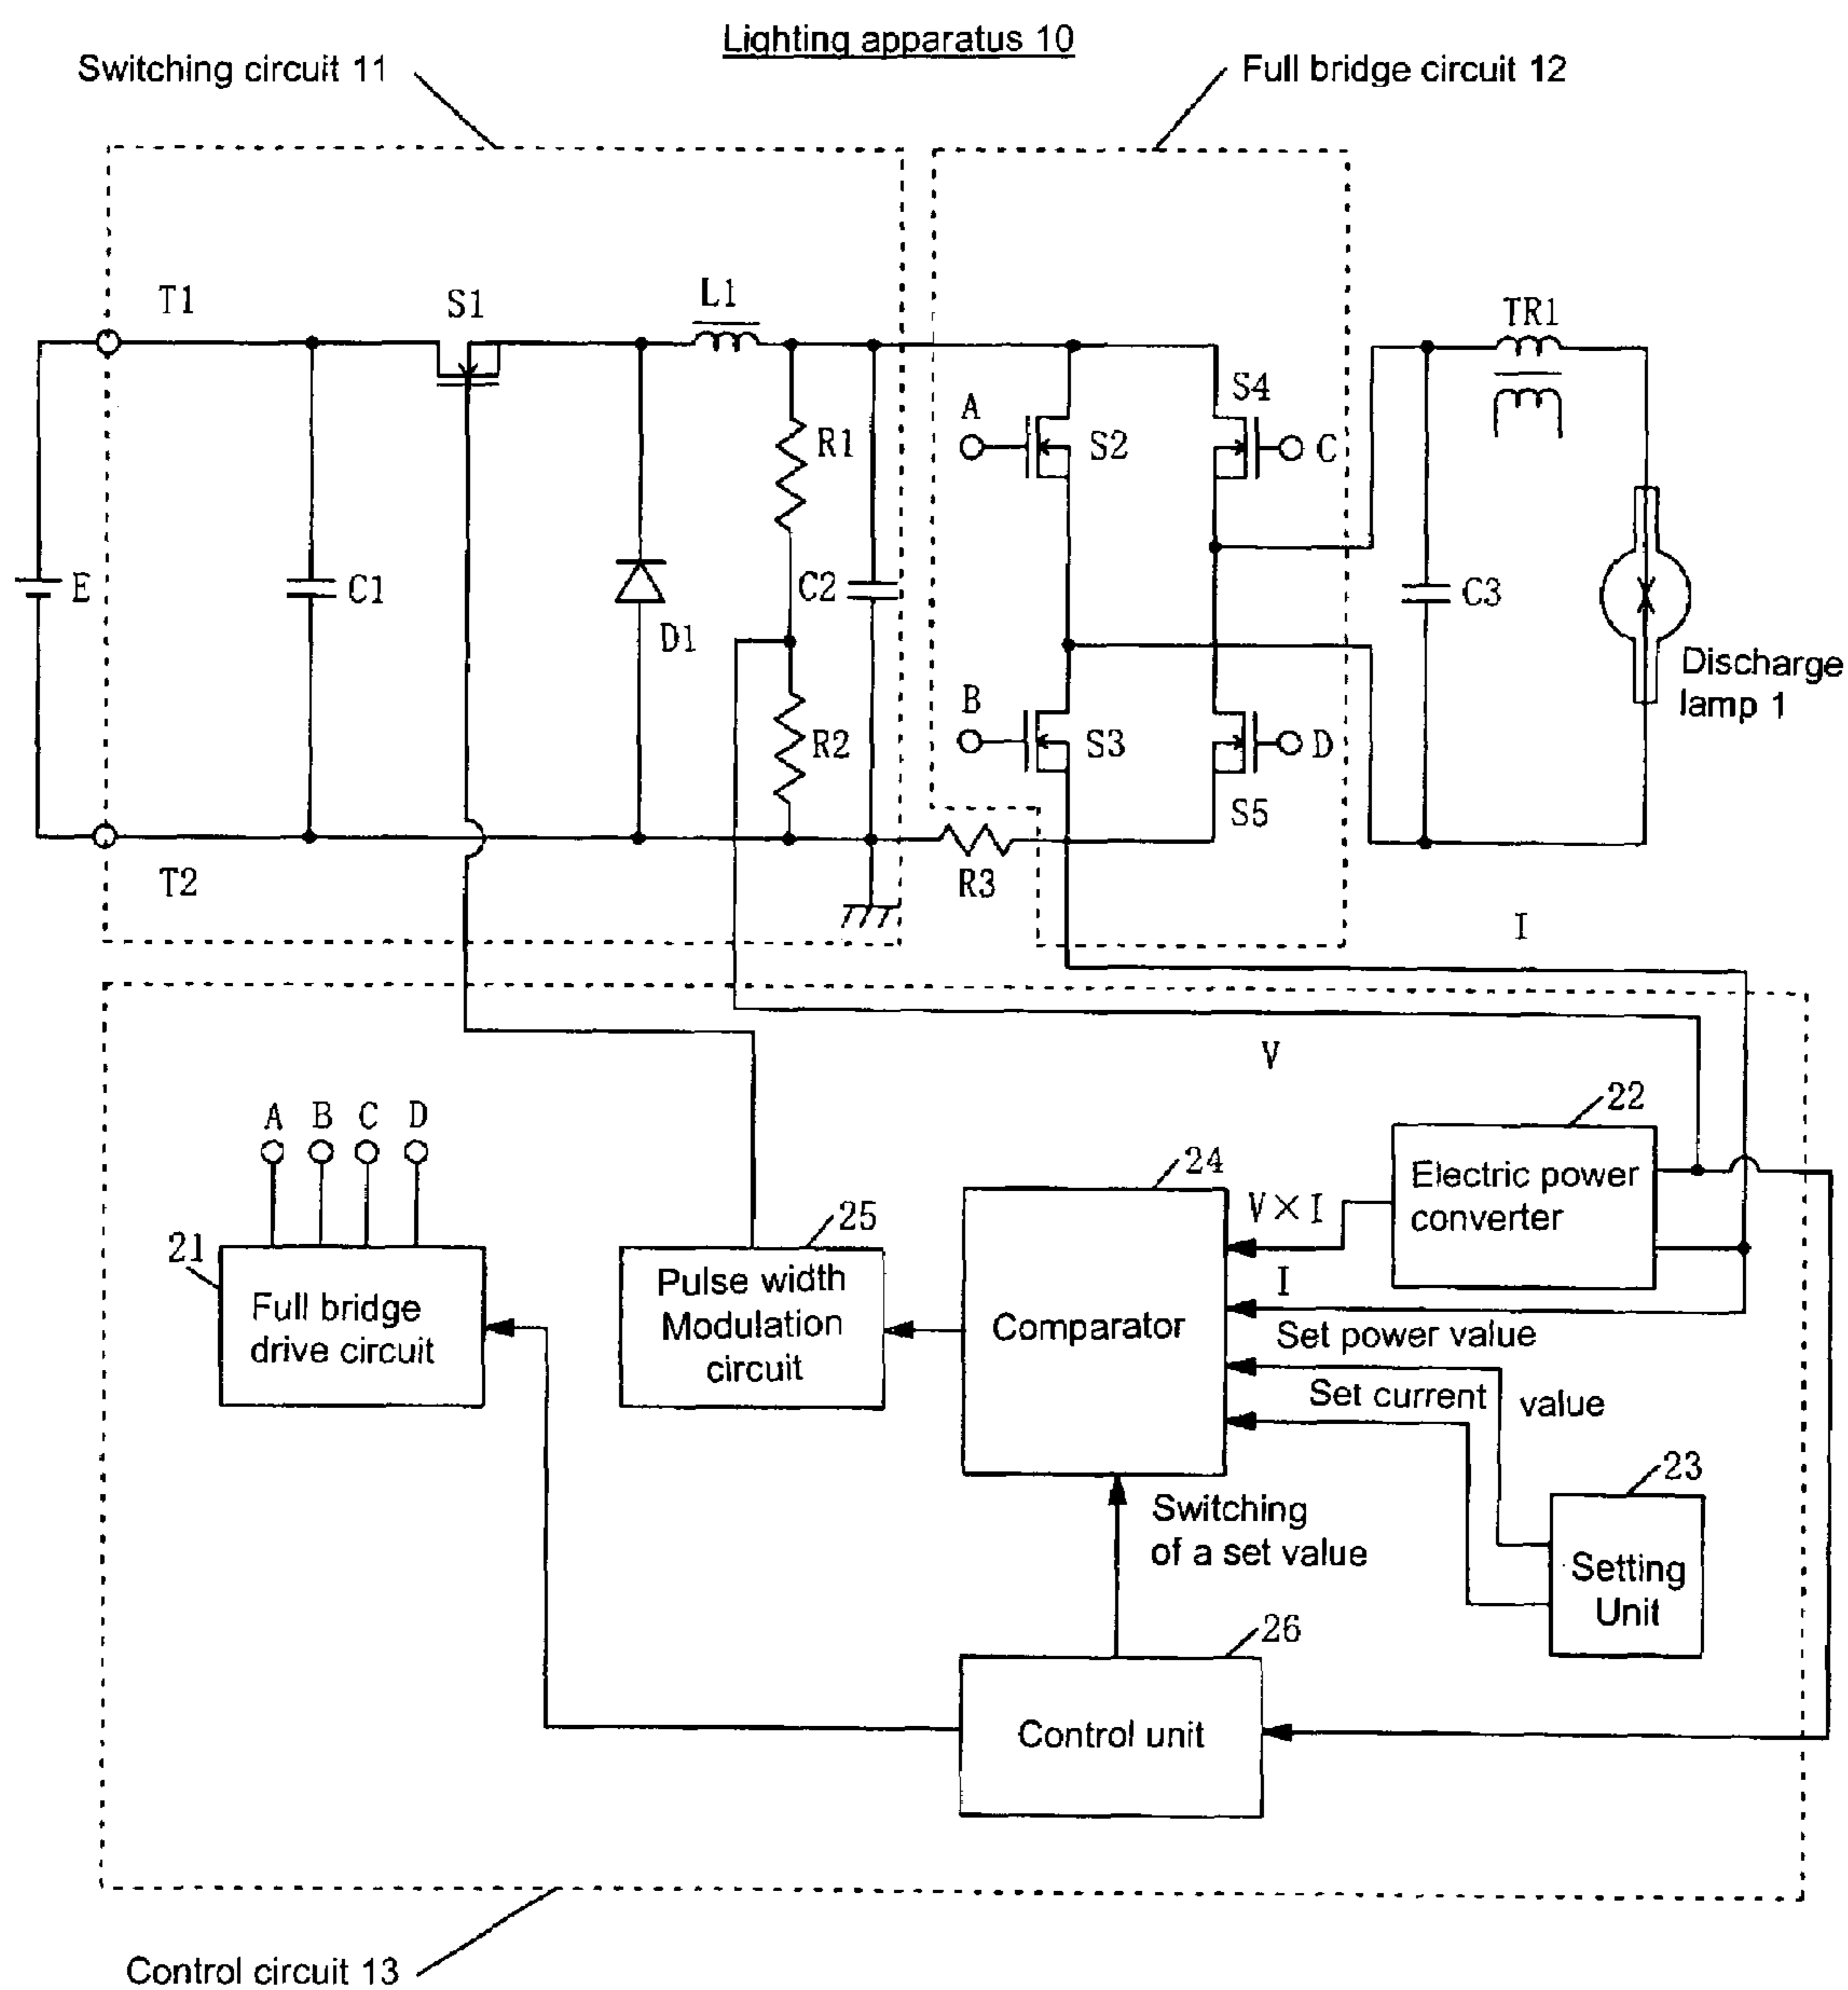 Lighting apparatus 10
Switching circuit 11
Full bridge circuit 12
T1
S1
L1
TR1
S4
A
R1
S2
C
E
C1
C2
C3
D1
Discharge
lamp 1
B
R2
S3
D
S5
T2
R3
I
V
A B C D
22
Electric power
converter
24
V×I
25
21
I
Pulse width
Modulation
circuit
Full bridge
drive circuit
Comparator
Set power value
Set current value
23
Switching
of a set value
Setting
Unit
26
Control unit
Control circuit 13